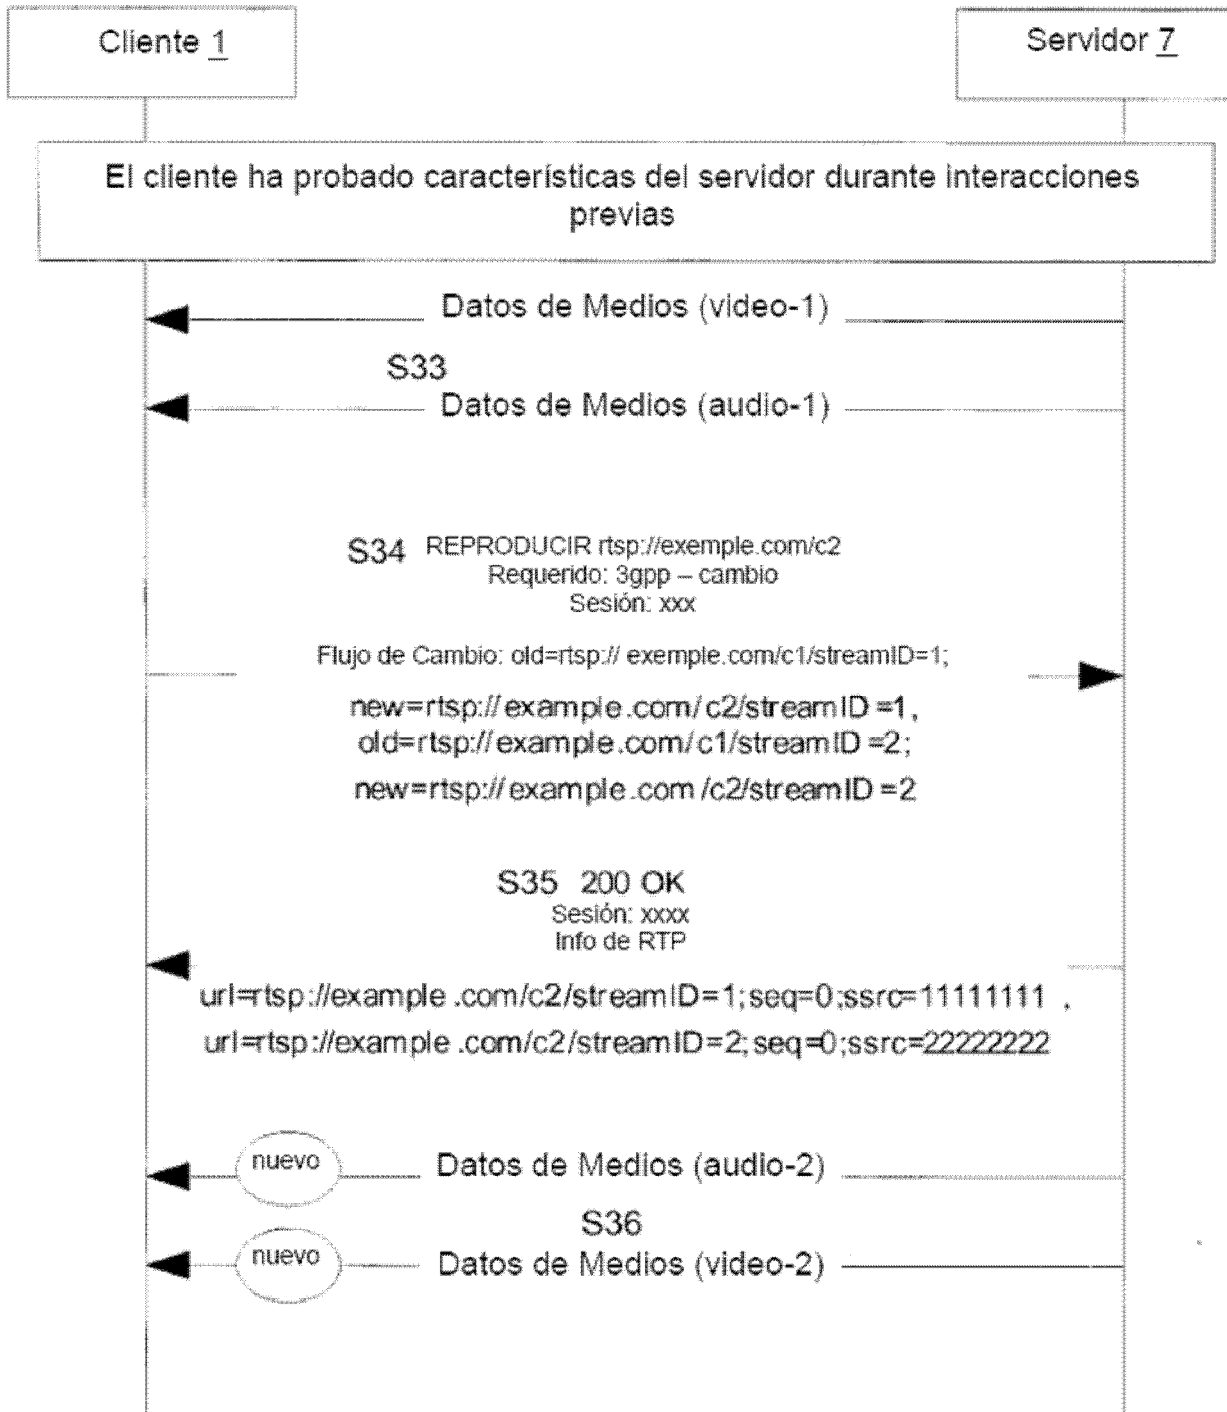 Cliente 1
Servidor 7
El cliente ha probado características del servidor durante interacciones
previas
Datos de Medios (video-1)
S33
Datos de Medios (audio-1)
S34 REPRODUCIR rtsp://exemple.com/c2
Requerido: 3gpp – cambio
Sesión: xxx
Flujo de Cambio: old=rtsp:// exemple.com/c1/streamID=1;
new=rtsp://example.com/c2/streamID=1,
old=rtsp://example.com/c1/streamID=2;
new=rtsp://example.com/c2/streamID=2
S35 200 OK
Sesión: xxxx
Info de RTP
url=rtsp://example.com/c2/streamID=1;seq=0;ssrc=11111111 ,
url=rtsp://example.com/c2/streamID=2;seq=0;ssrc=22222222
nuevo Datos de Medios (audio-2)
S36
nuevo Datos de Medios (video-2)